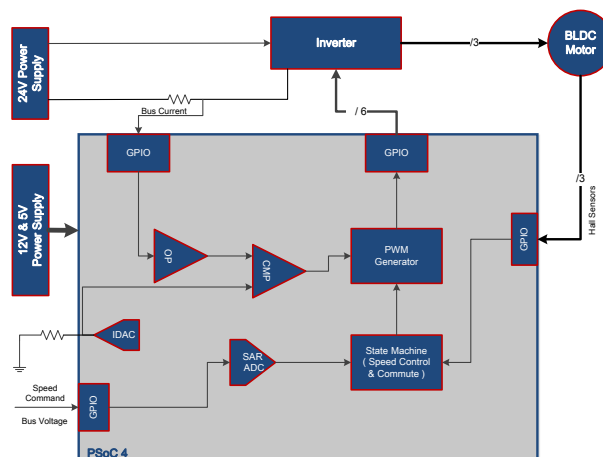 24V Power
Supply
Inverter
/3
BLDC
Motor
Bus Current
/ 6
GPIO
GPIO
/3
Hall Sensors
12V & 5V
Power Supply
OP
CMP
PWM
Generator
GPIO
IDAC
SAR
ADC
State Machine
( Speed Control
& Commute )
Speed
Command
GPIO
Bus Voltage
PSoC 4